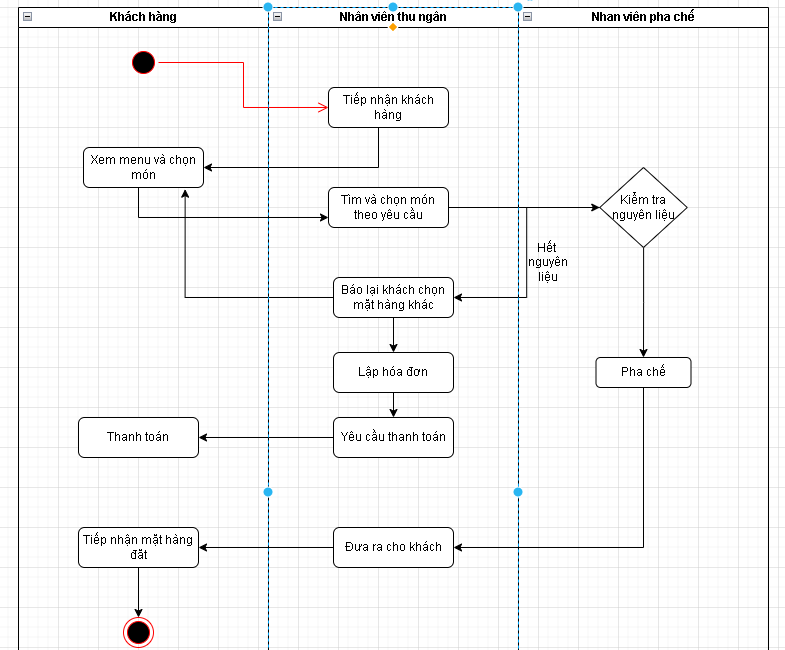 Khách hàng
Nhân viên thu ngân
Nhan viên pha chế
Tiếp nhận khách
hàng
Xem menu và chọn
món
Tìm và chọn món
theo yêu cầu
Kiểm tra
nguyên liệu
Hết
nguyên
liệu
Báo lại khách chọn
mặt hàng khác
Lập hóa đơn
Pha chế
Thanh toán
Yêu cầu thanh toán
Tiếp nhận mặt hàng
đăt
Đưa ra cho khách